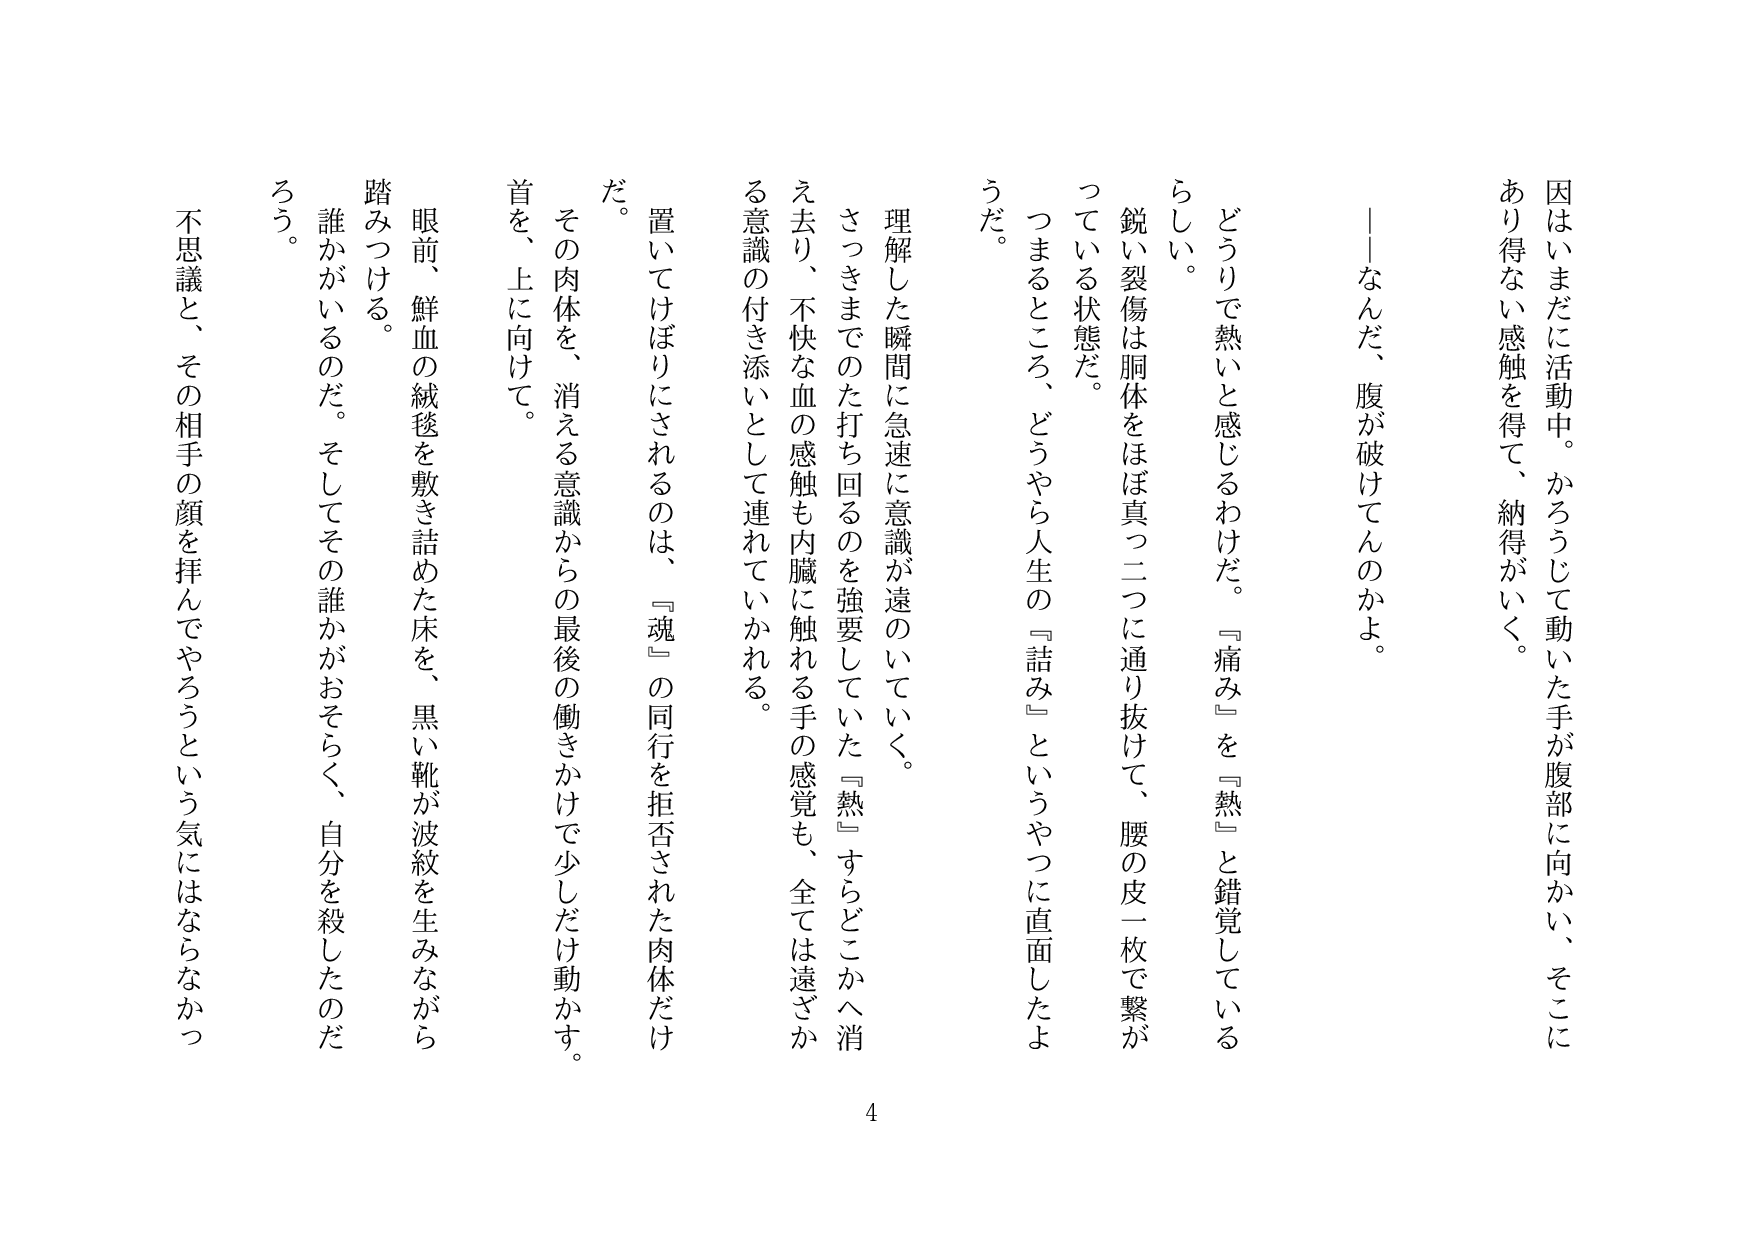 因はいまだに活動中。かろうじて動いた手が腹部に向かい、そこに
あり得ない感触を得て、納得がいく。
――なんだ、腹が破けてんのかよ。
どうりで熱いと感じるわけだ。『痛み』を『熱』と錯覚している
らしい。
鋭い裂傷は胴体をほぼ真っ二つに通り抜けて、腰の皮一枚で繋が
っている状態だ。
つまるところ、どうやら人生の『詰み』というやつに直面したよ
うだ。
理解した瞬間に急速に意識が遠のいていく。
さっきまでのた打ち回るのを強要していた『熱』すらどこかへ消
え去り、不快な血の感触も内臓に触れる手の感覚も、全ては遠ざか
る意識の付き添いとして連れていかれる。
置いてけぼりにされるのは、『魂』の同行を拒否された肉体だけ
だ。
その肉体を、消える意識からの最後の働きかけで少しだけ動かす。
首を、上に向けて。
眼前、鮮血の絨毯を敷き詰めた床を、黒い靴が波紋を生みながら
踏みつける。
誰かがいるのだ。そしてその誰かがおそらく、自分を殺したのだ
ろう。
不思議と、その相手の顔を拝んでやろうという気にはならなかっ
4